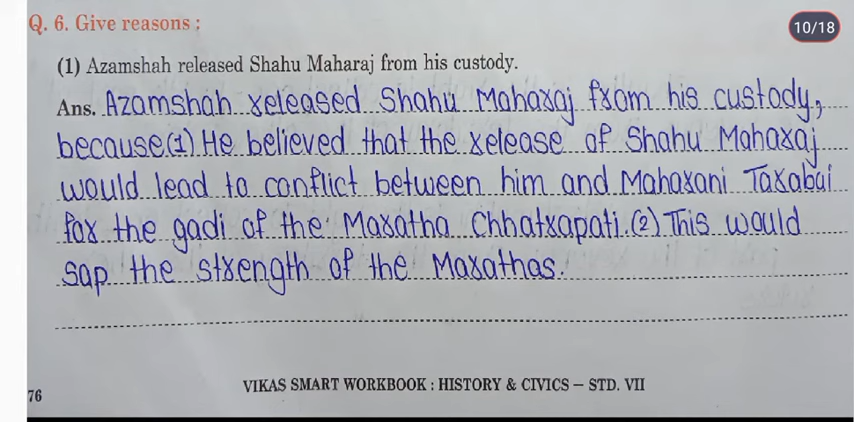 Q. 6. Give reasons :
10/18
(1) Azamshah released Shahu Maharaj from his custody.
Ans. Azamshah released Shahu Maharaj from his custody,
because(1) He believed that the release of Shahu Maharaj
would lead to conflict between him and Maharani Tarabai
for the gadi of the Maratha Chhatrapati.(2) This would
sap the strength of the Marathas.
76
VIKAS SMART WORKBOOK : HISTORY & CIVICS – STD. VII